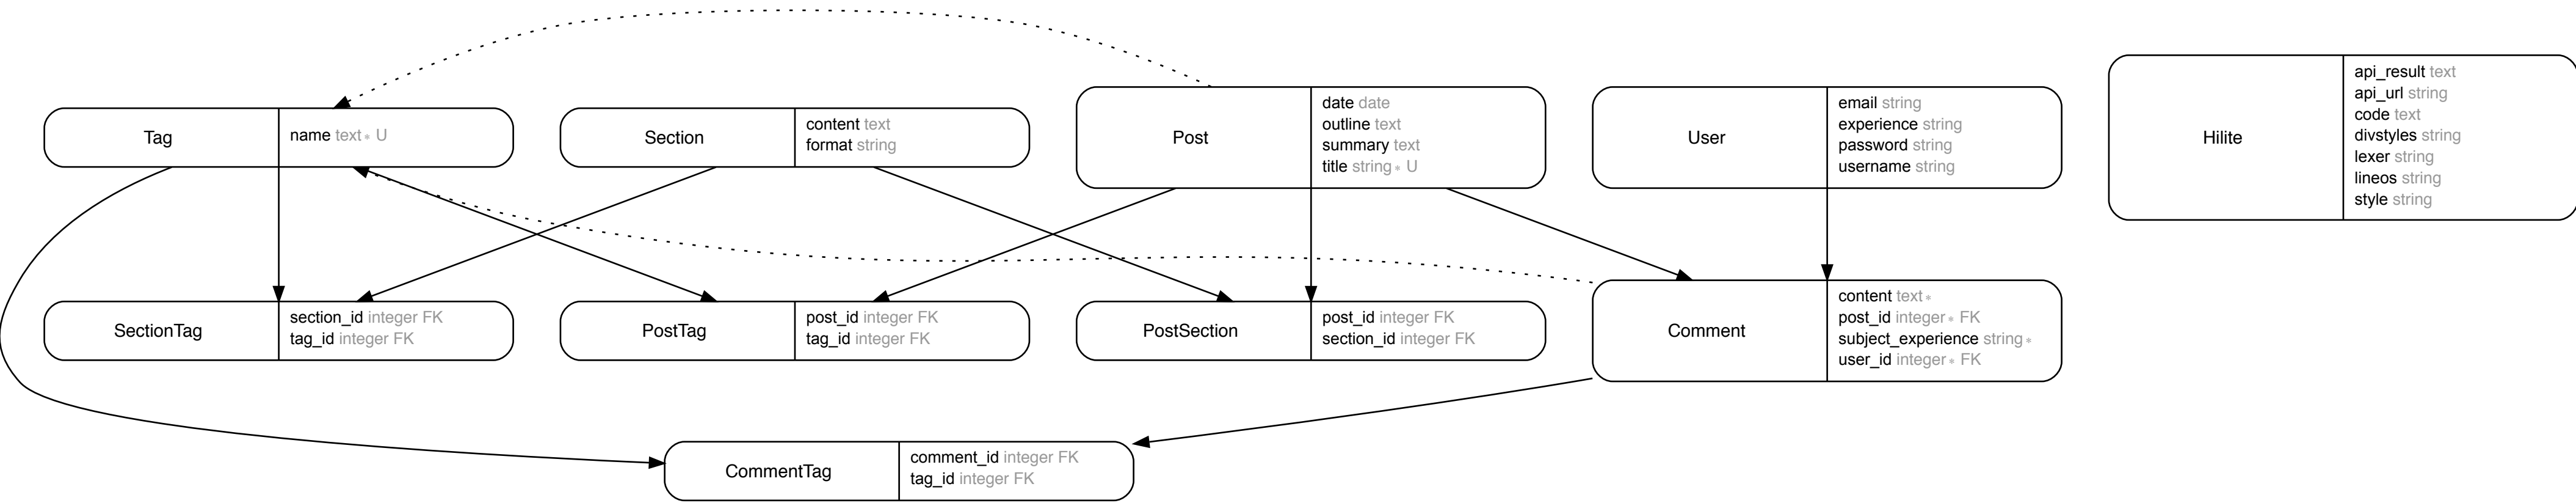 Tag
name text∗ U
Section
content text
format string
Post
date date
outline text
summary text
title string∗ U
User
email string
experience string
password string
username string
Hilite
api_result text
api_url string
code text
divstyles string
lexer string
lineos string
style string
SectionTag
section_id integer FK
tag_id integer FK
PostTag
post_id integer FK
tag_id integer FK
PostSection
post_id integer FK
section_id integer FK
Comment
content text∗
post_id integer∗ FK
subject_experience string∗
user_id integer∗ FK
CommentTag
comment_id integer FK
tag_id integer FK